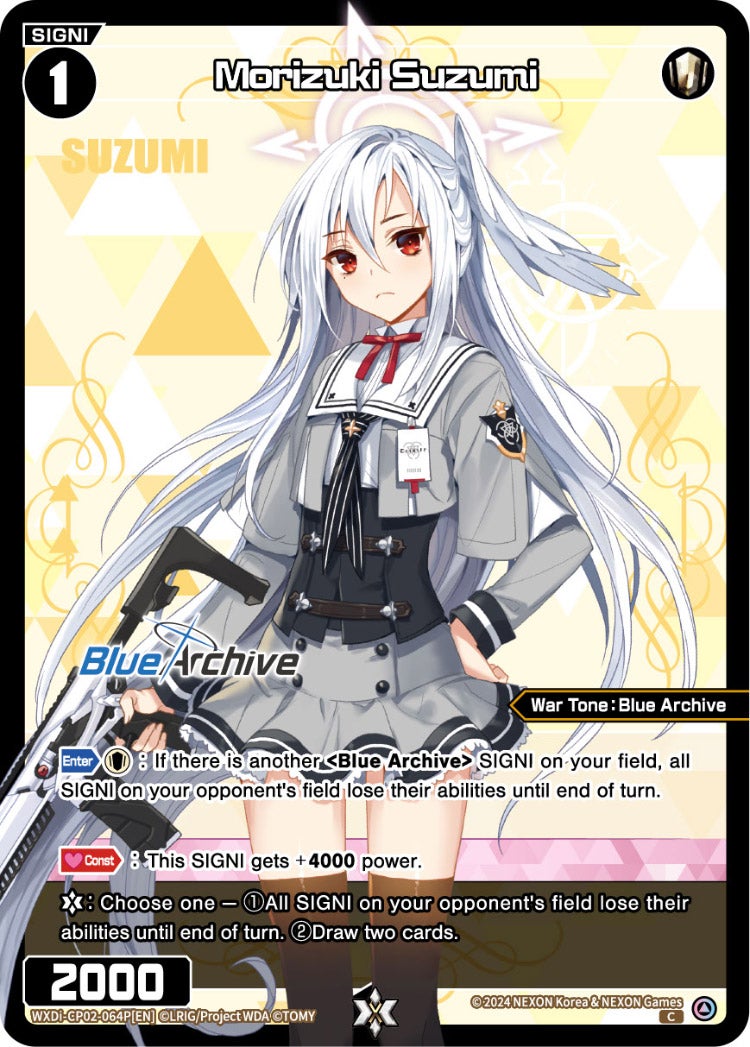 SIGNI
1
Morizuki Suzumi
SUZUMI
Blue Archive
War Tone:Blue Archive
Enter : If there is another <Blue Archive> SIGNI on your field, all
SIGNI on your opponent's field lose their abilities until end of turn.
Const : This SIGNI gets +4000 power.
: Choose one — ①All SIGNI on your opponent's field lose their
abilities until end of turn. ②Draw two cards.
2000
WXDi-CP02-064P[EN] ©LRIG/Project WDA ©TOMY
©2024 NEXON Korea & NEXON Games
C